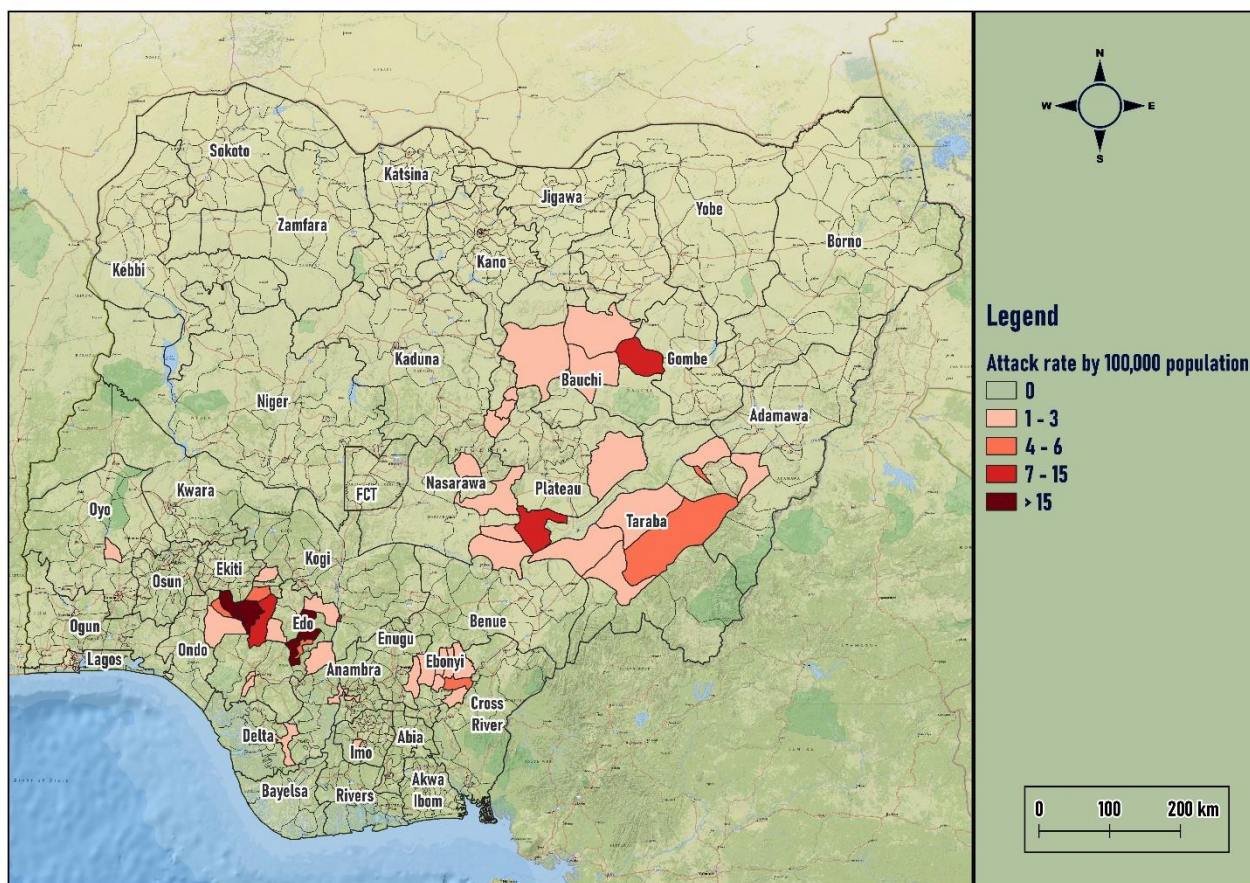 Sokoto
Katsina
Jigawa
Yobe
Zamfara
Borno
Kano
Kebbi
Kaduna
Gombe
Bauchi
Niger
Adamawa
NIGERIA
Nasarawa
Plateau
FCT
Kwara
Oyo
Taraba
Kogi
Ekiti
Osun
Edo
Benue
Ogun
Enugu
Ondo
Lagos
Ebonyi
Anambra
Cross
River
Delta
Abia
Imo
Akwa
Ibom
Bayelsa
Rivers
N
W E
S
Legend
Attack rate by 100,000 population
0
1 - 3
4 - 6
7 - 15
> 15
0 100 200 km